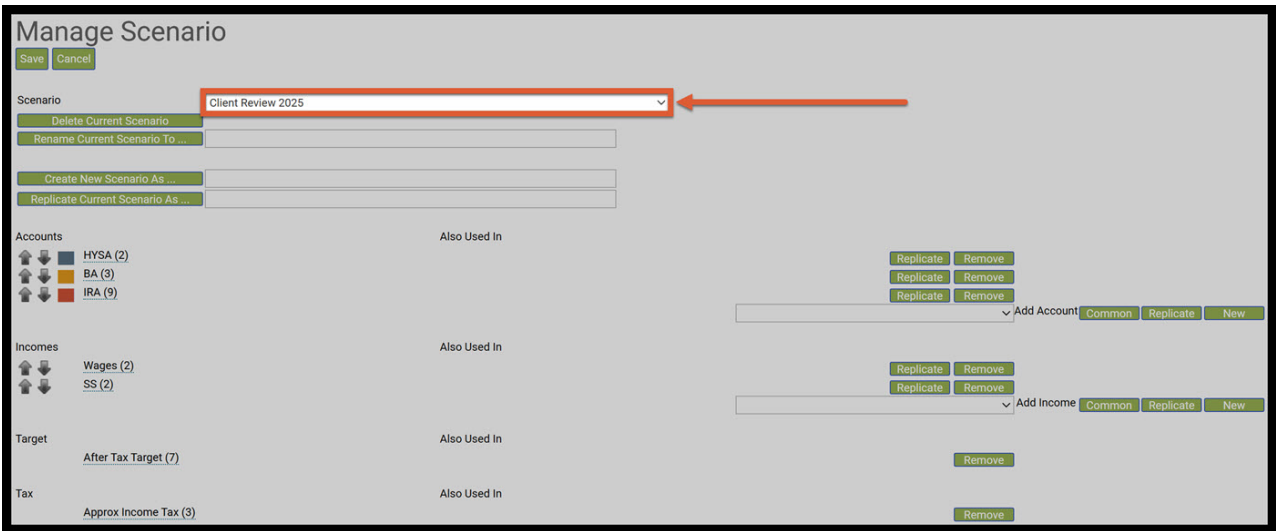 Manage Scenario
Save Cancel
Scenario Client Review 2025
Delete Current Scenario
Rename Current Scenario To ...
Create New Scenario As ...
Replicate Current Scenario As ...
Accounts Also Used In
HYSA (2) Replicate Remove
BA (3) Replicate Remove
IRA (9) Replicate Remove
Add Account Common Replicate New
Incomes Also Used In
Wages (2) Replicate Remove
SS (2) Replicate Remove
Add Income Common Replicate New
Target Also Used In
After Tax Target (7) Remove
Tax Also Used In
Approx Income Tax (3) Remove